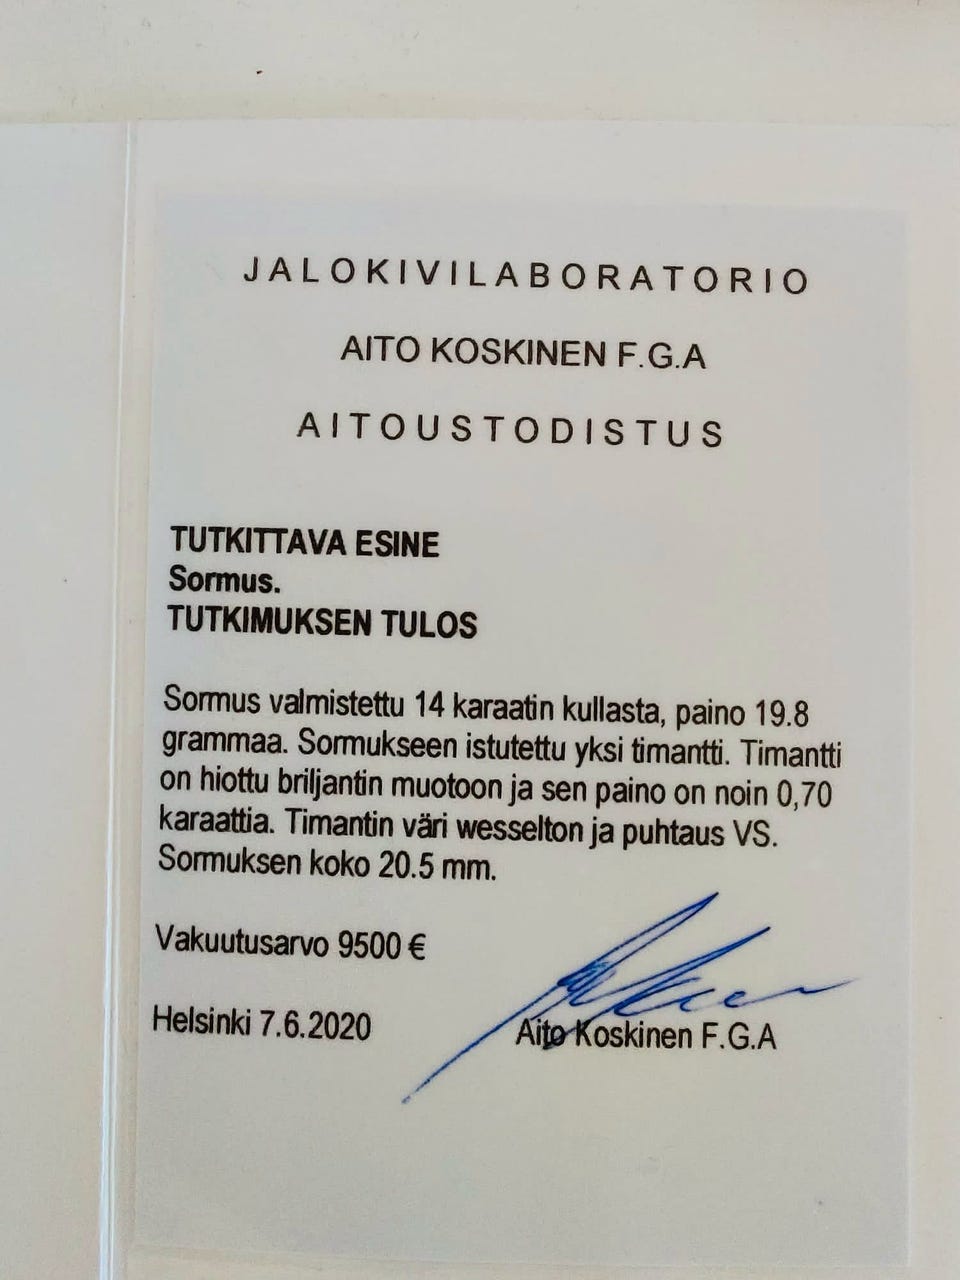 JALOKIVILABORATORIO
AITO KOSKINEN F.G.A
AITOUSTODISTUS
TUTKITTAVA ESINE
Sormus.
TUTKIMUKSEN TULOS
Sormus valmistettu 14 karaatin kullasta, paino 19.8
grammaa. Sormukseen istutettu yksi timantti. Timantti
on hiottu briljantin muotoon ja sen paino on noin 0,70
karaattia. Timantin väri wesselton ja puhtaus VS.
Sormuksen koko 20.5 mm.
Vakuutusarvo 9500 €
Helsinki 7.6.2020
Aito Koskinen F.G.A